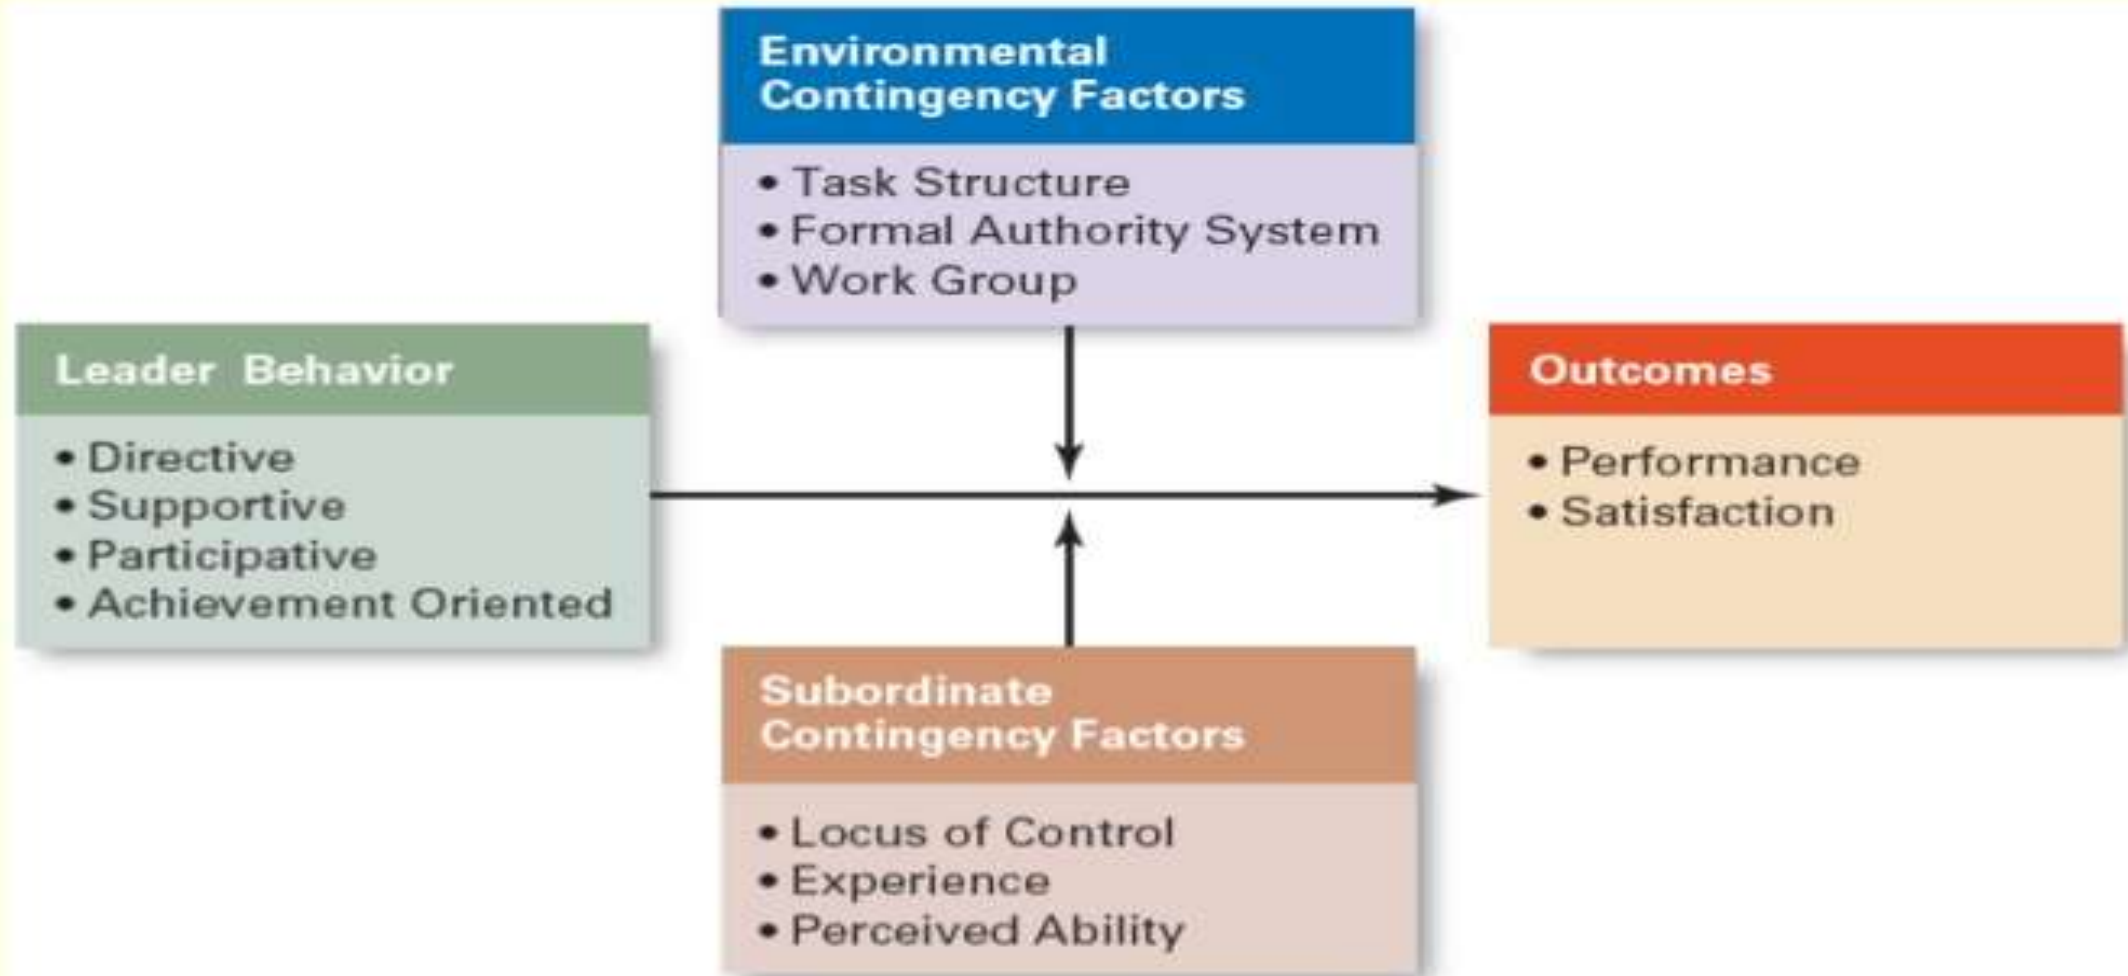 Environmental
Contingency Factors
• Task Structure
• Formal Authority System
• Work Group
Leader Behavior
• Directive
• Supportive
• Participative
• Achievement Oriented
Outcomes
• Performance
• Satisfaction
Subordinate
Contingency Factors
• Locus of Control
• Experience
• Perceived Ability